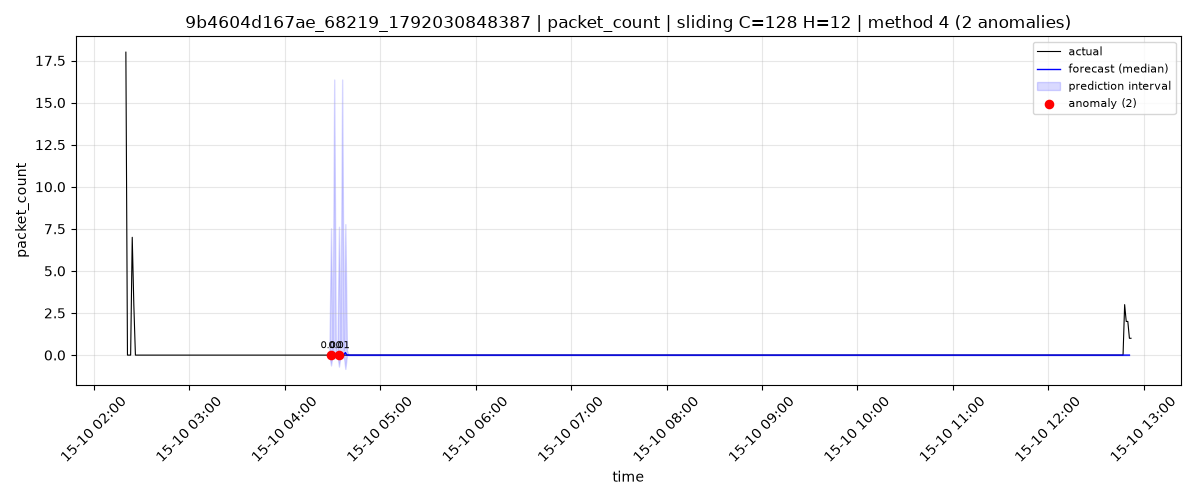 9b4604d167ae_68219_1792030848387 | packet_count | sliding C=128 H=12 | method 4 (2 anomalies)
actual
forecast (median)
prediction interval
anomaly (2)
packet_count
17.5
15.0
12.5
10.0
7.5
5.0
2.5
0.0
15-10 02:00
15-10 03:00
15-10 04:00
15-10 05:00
15-10 06:00
15-10 07:00
15-10 08:00
15-10 09:00
15-10 10:00
15-10 11:00
15-10 12:00
15-10 13:00
time